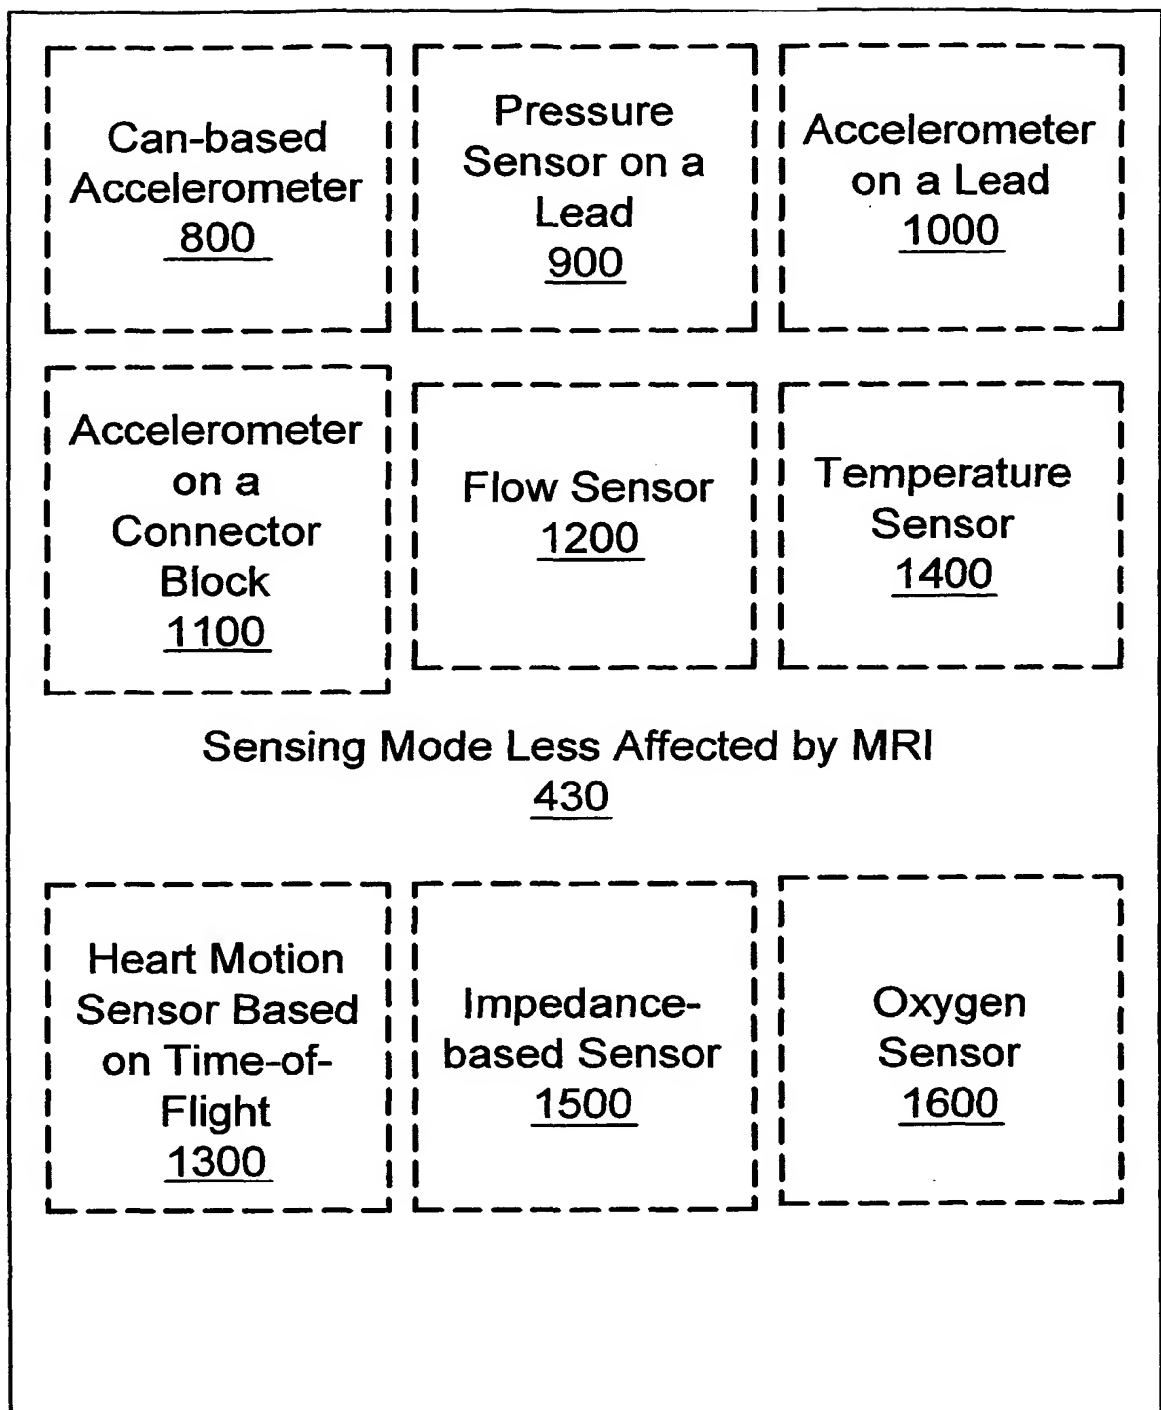 Can-based
Accelerometer
800
Pressure
Sensor on a
Lead
900
Accelerometer
on a Lead
1000
Accelerometer
on a
Connector
Block
1100
Flow Sensor
1200
Temperature
Sensor
1400
Sensing Mode Less Affected by MRI
430
Heart Motion
Sensor Based
on Time-of-
Flight
1300
Impedance-
based Sensor
1500
Oxygen
Sensor
1600